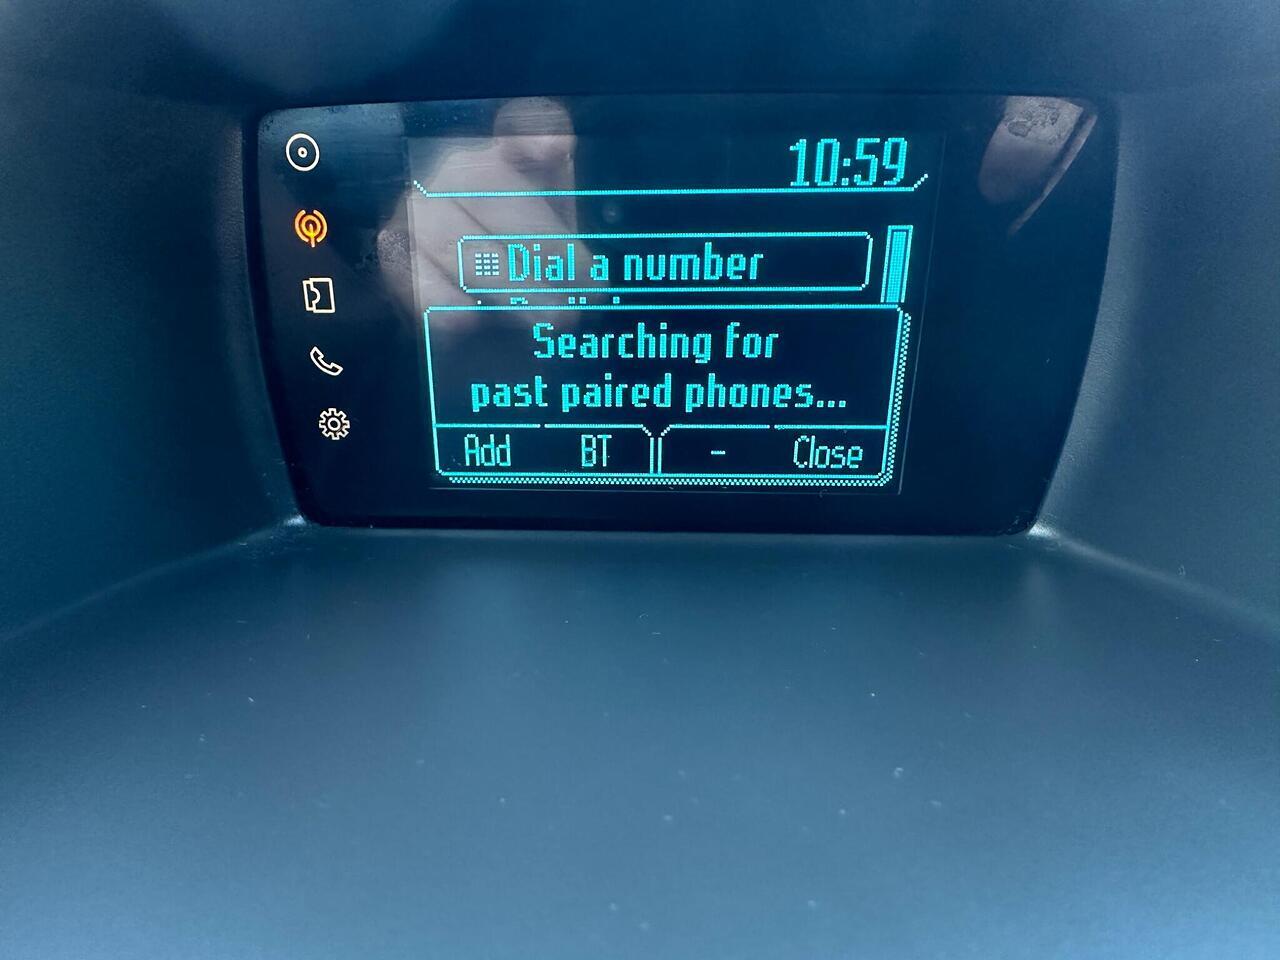 10:59
Dial a number
Searching for
past paired phones...
Add BT - Close